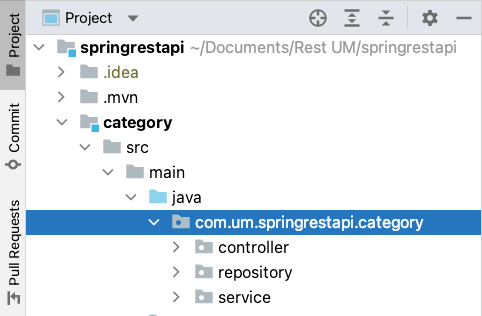 Project
springrestapi ~/Documents/Rest UM/springrestapi
.idea
.mvn
category
src
main
java
com.um.springrestapi.category
controller
repository
service
Project
Commit
Pull Requests